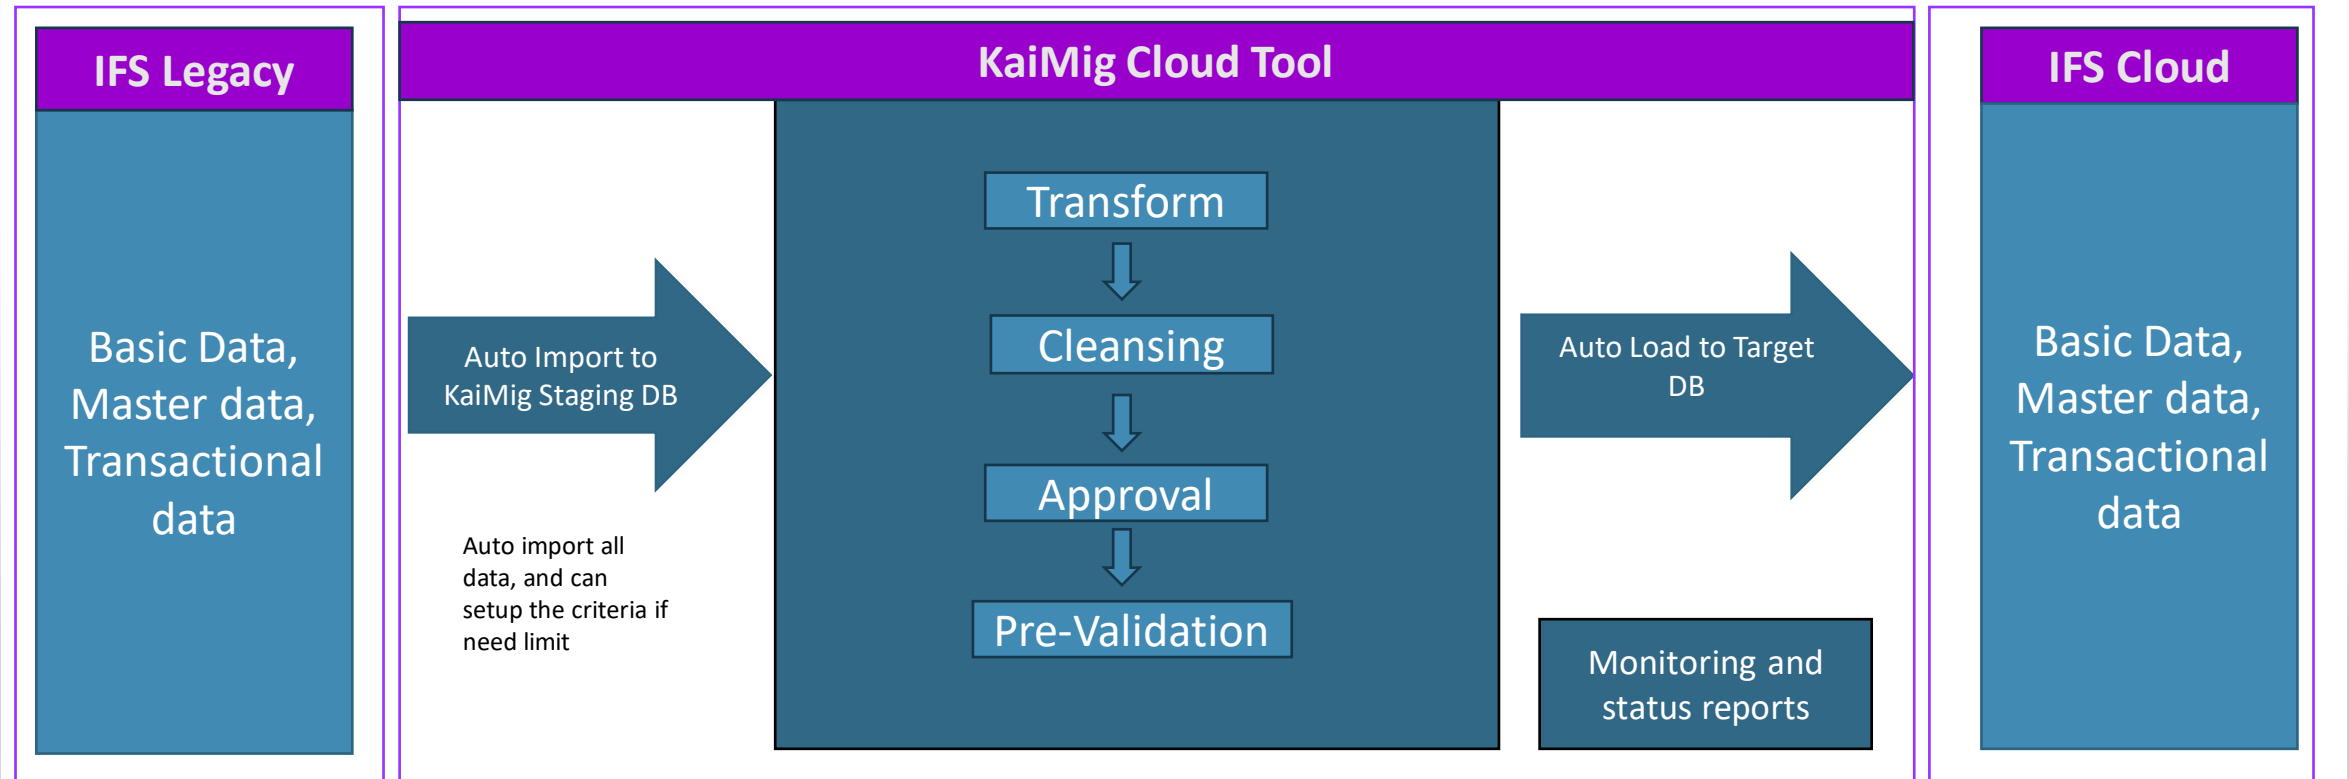 IFS Legacy
Basic Data,
Master data,
Transactional
data
KaiMig Cloud Tool
Auto Import to
KaiMig Staging DB
Auto import all
data, and can
setup the criteria if
need limit
Transform
Cleansing
Approval
Pre-Validation
Auto Load to Target
DB
Monitoring and
status reports
IFS Cloud
Basic Data,
Master data,
Transactional
data